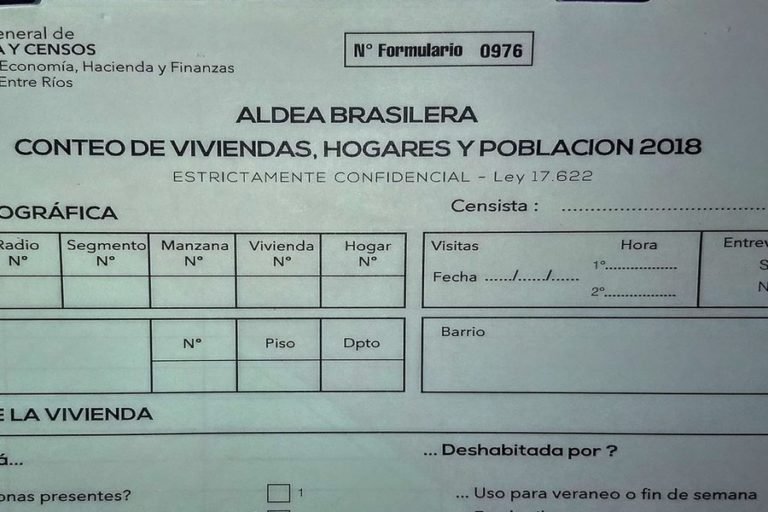 eneral de
A Y CENSOS
Economía, Hacienda y Finanzas
Entre Ríos
N° Formulario 0976
ALDEA BRASILERA
CONTEO DE VIVIENDAS, HOGARES Y POBLACION 2018
ESTRICTAMENTE CONFIDENCIAL - Ley 17.622
OGRÁFICA
Censista : ................................
Radio N° Segmento N° Manzana N° Vivienda N° Hogar N°
Visitas Hora Entrev
Fecha ....../....../......
1°..................
2°..................
S
N
N° Piso Dpto
Barrio
E LA VIVIENDA
á...
... Deshabitada por ?
onas presentes? 1
... Uso para veraneo o fin de semana